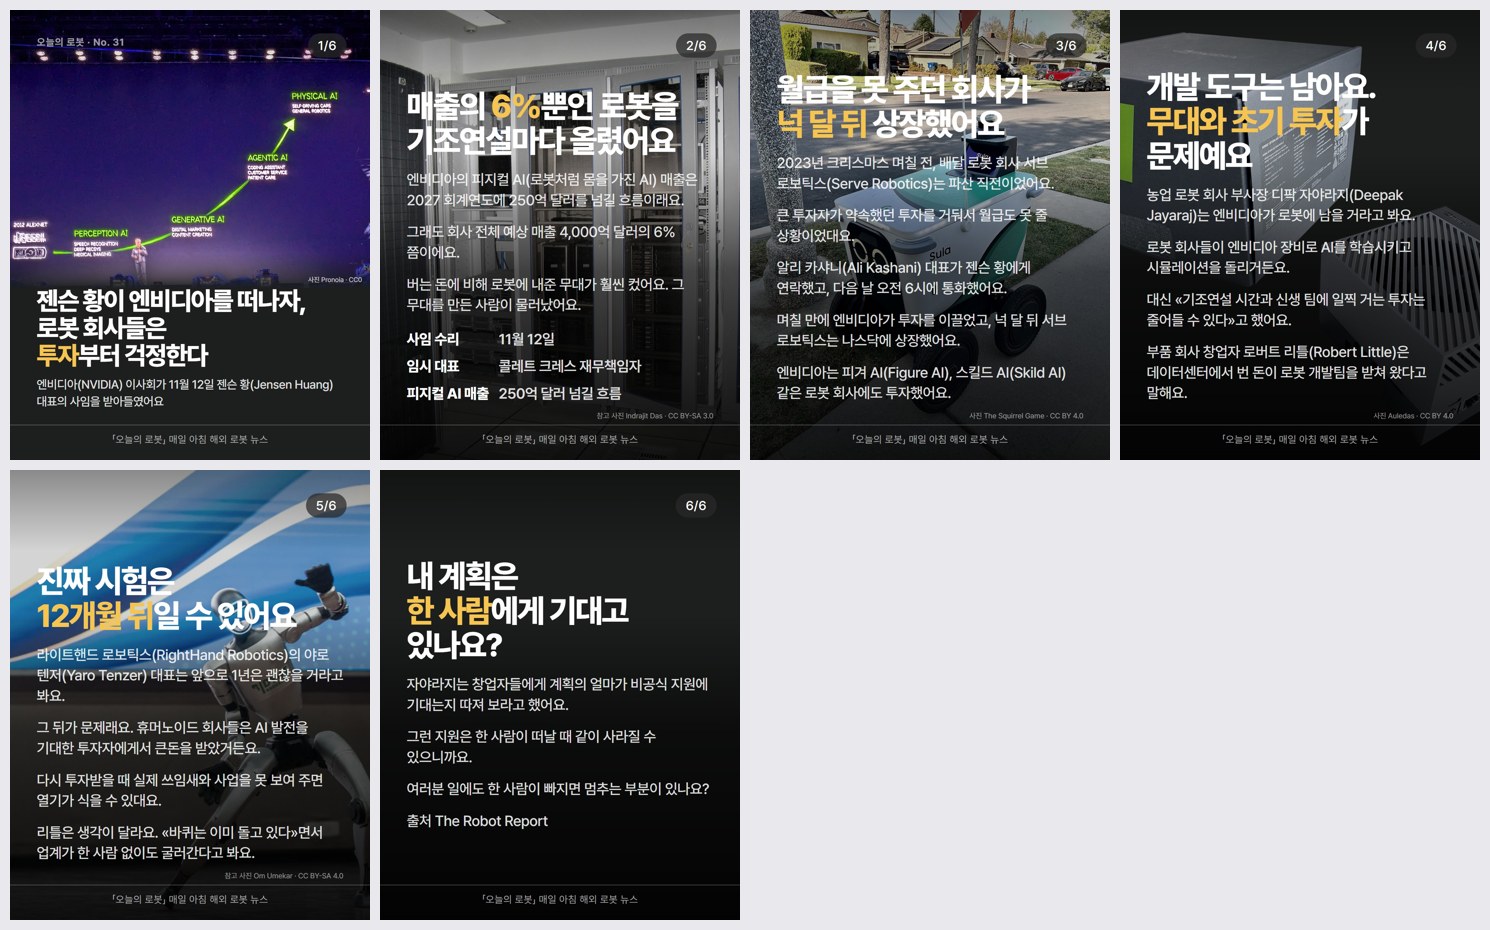 오늘의 로봇 · No. 31
1/6
PHYSICAL AI
SELF-DRIVING CARS
GENERAL ROBOTICS
AGENTIC AI
CODING ASSISTANT
CUSTOMER SERVICE
PATIENT CARE
GENERATIVE AI
DIGITAL MARKETING
CONTENT CREATION
PERCEPTION AI
SPEECH RECOGNITION
DEEP RECSYS
MEDICAL IMAGING
2012 ALEXNET
사진 Pronoia · CC0
젠슨 황이 엔비디아를 떠나자,
로봇 회사들은
투자부터 걱정한다
엔비디아(NVIDIA) 이사회가 11월 12일 젠슨 황(Jensen Huang)
대표의 사임을 받아들였어요
「오늘의 로봇」 매일 아침 해외 로봇 뉴스
2/6
매출의 6%뿐인 로봇을
기조연설마다 올렸어요
엔비디아의 피지컬 AI(로봇처럼 몸을 가진 AI) 매출은
2027 회계연도에 250억 달러를 넘길 흐름이래요.
그래도 회사 전체 예상 매출 4,000억 달러의 6%
쯤이에요.
버는 돈에 비해 로봇에 내준 무대가 훨씬 컸어요. 그
무대를 만든 사람이 물러났어요.
사임 수리 11월 12일
임시 대표 콜레트 크레스 재무책임자
피지컬 AI 매출 250억 달러 넘길 흐름
참고 사진 Indrajit Das · CC BY-SA 3.0
「오늘의 로봇」 매일 아침 해외 로봇 뉴스
3/6
월급을 못 주던 회사가
넉 달 뒤 상장했어요
2023년 크리스마스 며칠 전, 배달 로봇 회사 서브
로보틱스(Serve Robotics)는 파산 직전이었어요.
큰 투자자가 약속했던 투자를 거둬서 월급도 못 줄
상황이었대요.
알리 카샤니(Ali Kashani) 대표가 젠슨 황에게
연락했고, 다음 날 오전 6시에 통화했어요.
며칠 만에 엔비디아가 투자를 이끌었고, 넉 달 뒤 서브
로보틱스는 나스닥에 상장했어요.
엔비디아는 피겨 AI(Figure AI), 스킬드 AI(Skild AI)
같은 로봇 회사에도 투자했어요.
Sula
사진 The Squirrel Game · CC BY 4.0
「오늘의 로봇」 매일 아침 해외 로봇 뉴스
4/6
개발 도구는 남아요.
무대와 초기 투자가
문제예요
농업 로봇 회사 부사장 디팍 자야라지(Deepak
Jayaraj)는 엔비디아가 로봇에 남을 거라고 봐요.
로봇 회사들이 엔비디아 장비로 AI를 학습시키고
시뮬레이션을 돌리거든요.
대신 «기조연설 시간과 신생 팀에 일찍 거는 투자는
줄어들 수 있다»고 했어요.
부품 회사 창업자 로버트 리틀(Robert Little)은
데이터센터에서 번 돈이 로봇 개발팀을 받쳐 왔다고
말해요.
사진 Auledas · CC BY 4.0
「오늘의 로봇」 매일 아침 해외 로봇 뉴스
5/6
진짜 시험은
12개월 뒤일 수 있어요
라이트핸드 로보틱스(RightHand Robotics)의 야로
텐저(Yaro Tenzer) 대표는 앞으로 1년은 괜찮을 거라고
봐요.
그 뒤가 문제래요. 휴머노이드 회사들은 AI 발전을
기대한 투자자에게서 큰돈을 받았거든요.
다시 투자받을 때 실제 쓰임새와 사업을 못 보여 주면
열기가 식을 수 있대요.
리틀은 생각이 달라요. «바퀴는 이미 돌고 있다»면서
업계가 한 사람 없이도 굴러간다고 봐요.
참고 사진 Om Umekar · CC BY-SA 4.0
「오늘의 로봇」 매일 아침 해외 로봇 뉴스
6/6
내 계획은
한 사람에게 기대고
있나요?
자야라지는 창업자들에게 계획의 얼마가 비공식 지원에
기대는지 따져 보라고 했어요.
그런 지원은 한 사람이 떠날 때 같이 사라질 수
있으니까요.
여러분 일에도 한 사람이 빠지면 멈추는 부분이 있나요?
출처 The Robot Report
「오늘의 로봇」 매일 아침 해외 로봇 뉴스